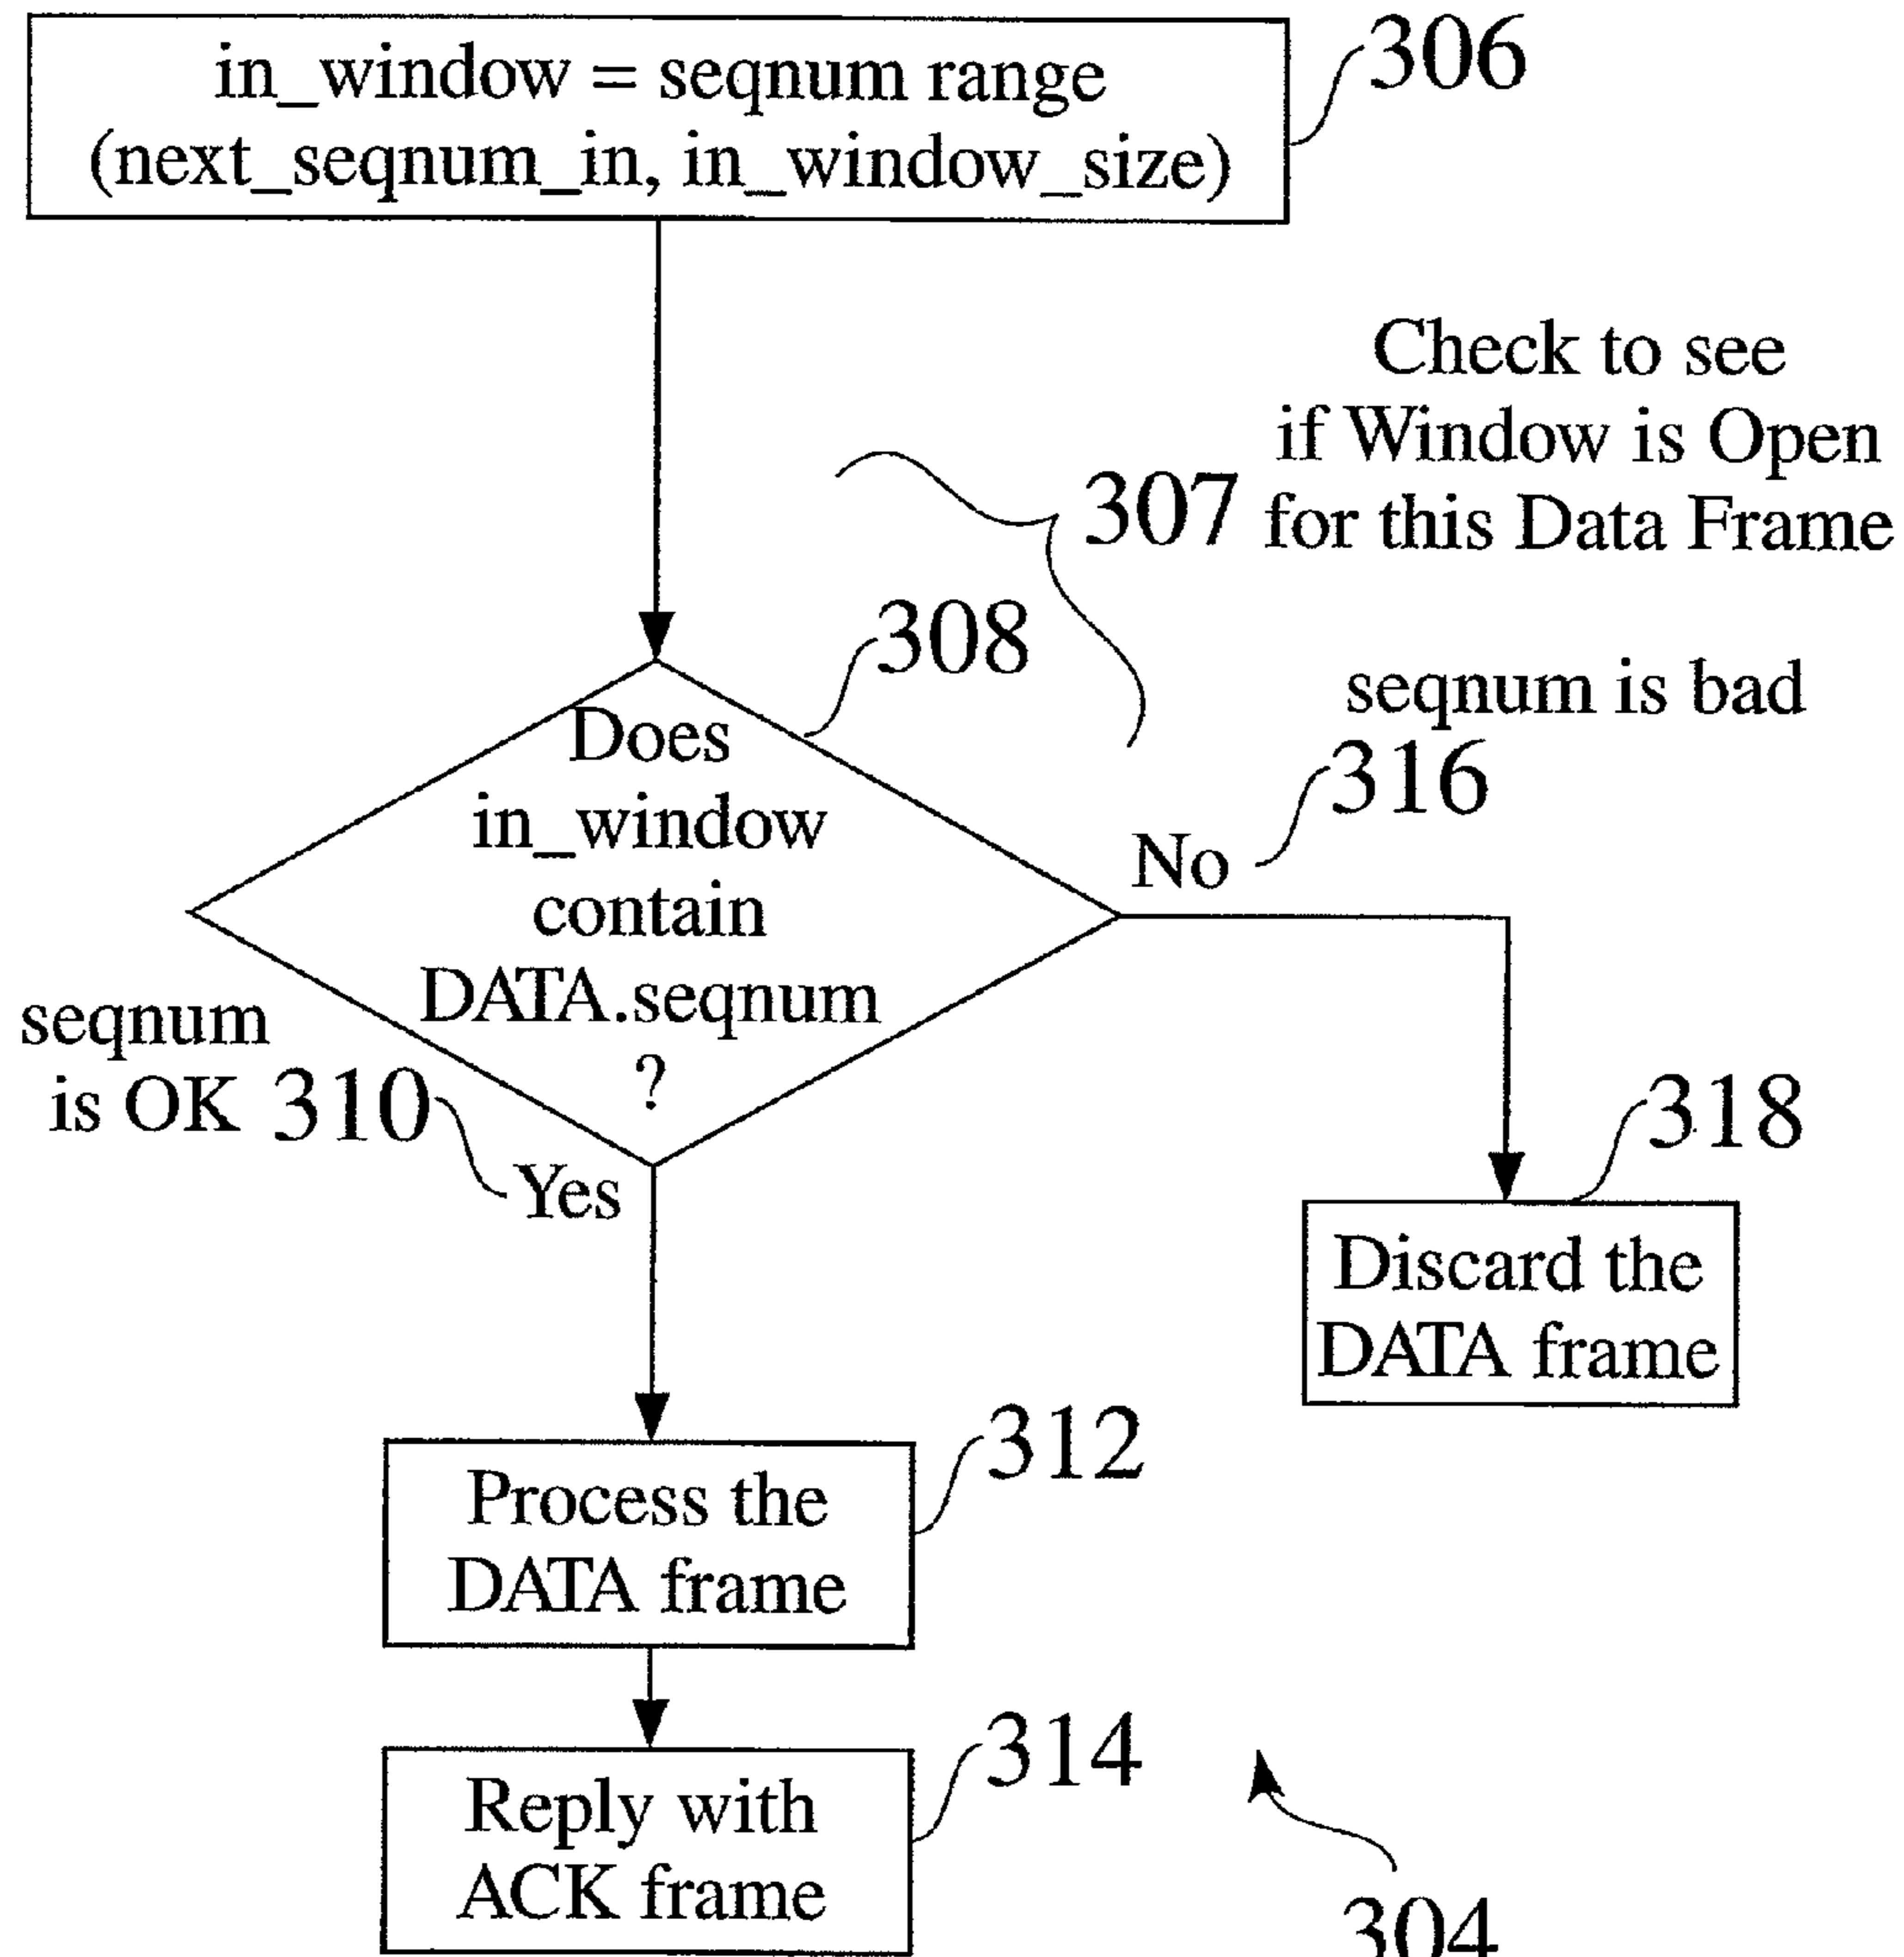 in_window = seqnum range
(next_seqnum_in, in_window_size)
306
Check to see
if Window is Open
for this Data Frame
307
308
seqnum is bad
316
Does
in_window
contain
DATA.seqnum
?
No
seqnum
is OK
310
Yes
318
Discard the
DATA frame
312
Process the
DATA frame
314
Reply with
ACK frame
304